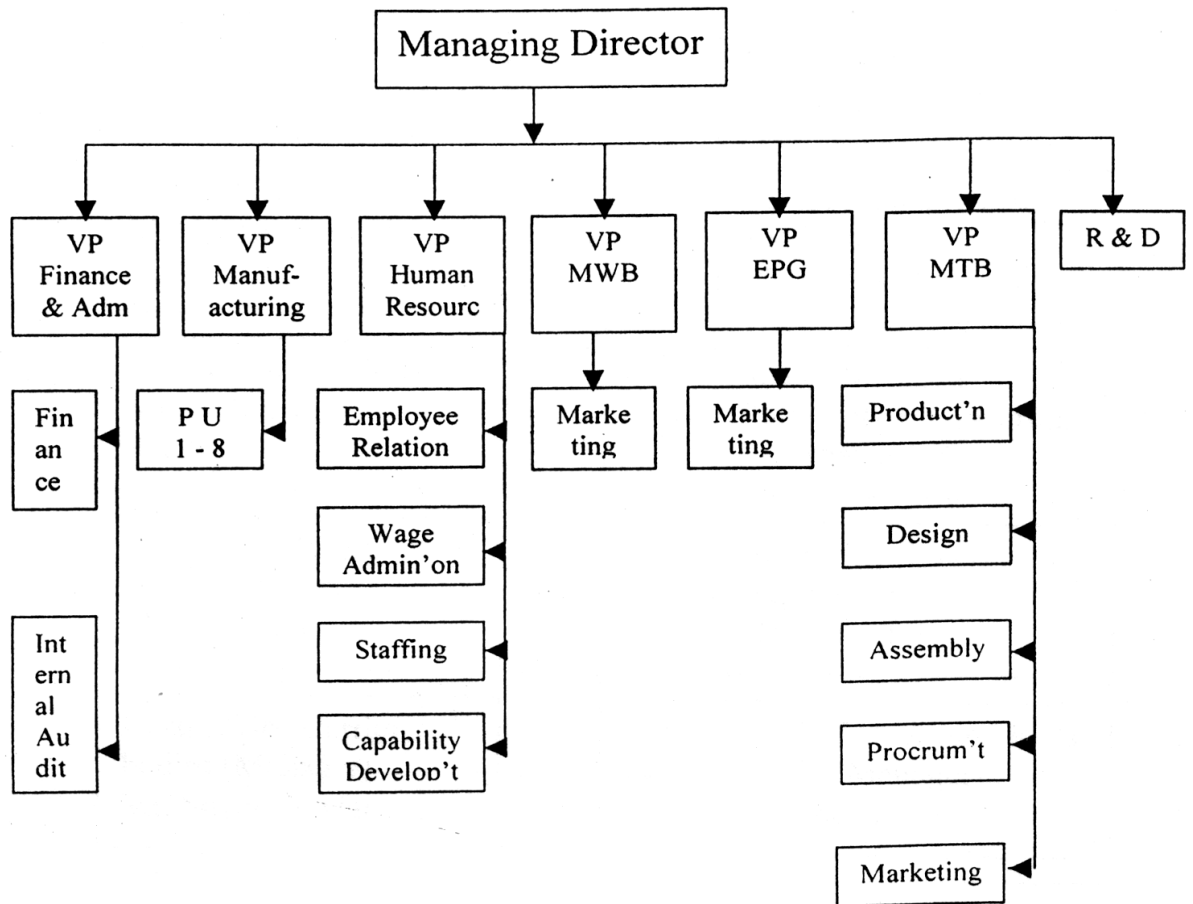 Managing Director
VP
Finance
& Adm
VP
Manuf-
acturing
VP
Human
Resourc
VP
MWB
VP
EPG
VP
MTB
R & D
Fin
an
ce
P U
1 - 8
Employee
Relation
Marke
ting
Marke
ting
Product'n
Wage
Admin'on
Design
Int
ern
al
Au
dit
Staffing
Assembly
Capability
Develop't
Procrum't
Marketing